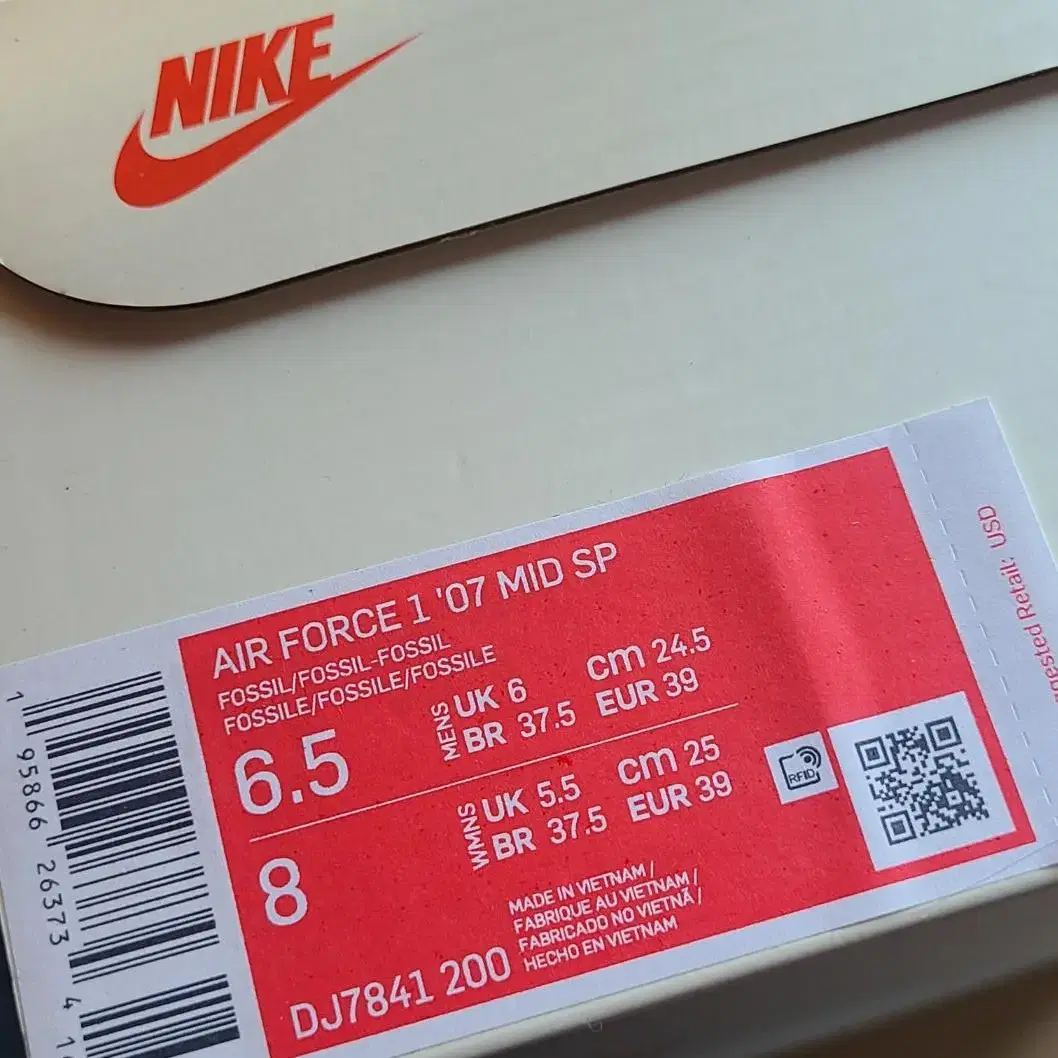 NIKE
AIR FORCE 1 '07 MID SP
FOSSIL/FOSSIL-FOSSIL
FOSSILE/FOSSILE/FOSSILE
6.5
MENS
UK 6
cm 24.5
BR 37.5
EUR 39
8
WMNS
UK 5.5
cm 25
BR 37.5
EUR 39
RFID
MADE IN VIETNAM /
FABRIQUE AU VIETNAM /
FABRICADO NO VIETNÃ /
HECHO EN VIETNAM
DJ7841 200
1 95866 26373 4
Retail: USD